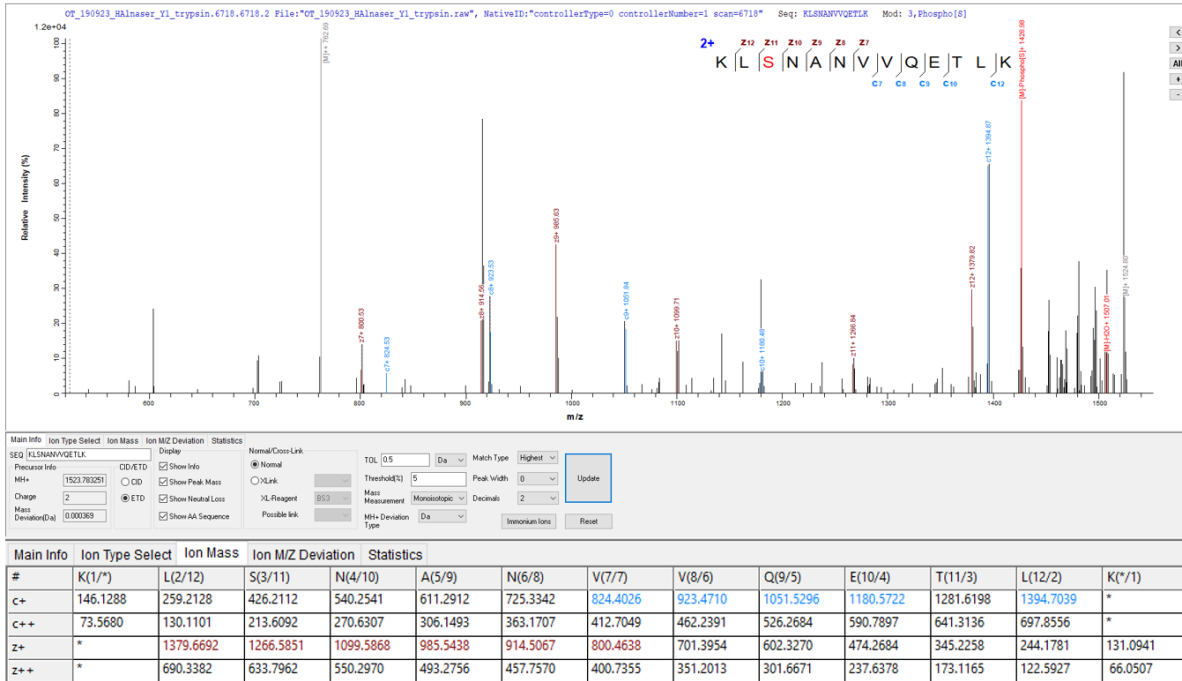 OT_190923_HAlnaser_Y1_trypsin.6718.6718.2 File:"OT_190923_HAlnaser_Y1_trypsin.raw", NativeID:"controllerType=0 controllerNumber=1 scan=6718" Seq: KLSNANVVQETLK Mod: 3,Phospho[S]
1.2e+04
100
90
80
70
60
50
40
30
20
10
0
Relative Intensity (%)
[M]++ 762.69
z7+ 800.53
c7+ 824.53
z8+ 914.56
c8+ 923.53
z9+ 985.63
c9+ 1051.84
z10+ 1099.71
c10+ 1180.48
z11+ 1266.84
z12+ 1379.82
c12+ 1394.87
[M]-Phospho[S]+ 1426.98
[M]-H2O+ 1507.01
[M]+ 1524.80
2+
z12 z11 z10 z9 z8 z7
K L S N A N V V Q E T L K
c7 c8 c9 c10 c12
600 700 800 900 1000 1100 1200 1300 1400 1500
m/z
<
>
All
+
-
Main Info Ion Type Select Ion Mass Ion M/Z Deviation Statistics
SEQ KLSNANVVQETLK
Precursor Info
MH+ 1523.783251
Charge 2
Mass Deviation(Da) 0.000369
CID/ETD
CID
ETD
Display
Show Info
Show Peak Mass
Show Neutral Loss
Show AA Sequence
Normal/Cross-Link
Normal
XLink
XL-Reagent BS3
Possible link
TOL 0.5 Da
Threshold(%) 5
Mass Measurement Monoisotopic
MH+ Deviation Type Da
Match Type Highest
Peak Width 0
Decimals 2
Immonium Ions
Update
Reset
Main Info Ion Type Select Ion Mass Ion M/Z Deviation Statistics
# K(1/*) L(2/12) S(3/11) N(4/10) A(5/9) N(6/8) V(7/7) V(8/6) Q(9/5) E(10/4) T(11/3) L(12/2) K(*/1)
c+ 146.1288 259.2128 426.2112 540.2541 611.2912 725.3342 824.4026 923.4710 1051.5296 1180.5722 1281.6198 1394.7039 *
c++ 73.5680 130.1101 213.6092 270.6307 306.1493 363.1707 412.7049 462.2391 526.2684 590.7897 641.3136 697.8556 *
z+ * 1379.6692 1266.5851 1099.5868 985.5438 914.5067 800.4638 701.3954 602.3270 474.2684 345.2258 244.1781 131.0941
z++ * 690.3382 633.7962 550.2970 493.2756 457.7570 400.7355 351.2013 301.6671 237.6378 173.1165 122.5927 66.0507